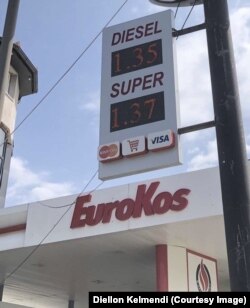 DIESEL
1.35
SUPER
1.37
VISA
EuroKos
Diellon Kelmendi (Courtesy Image)